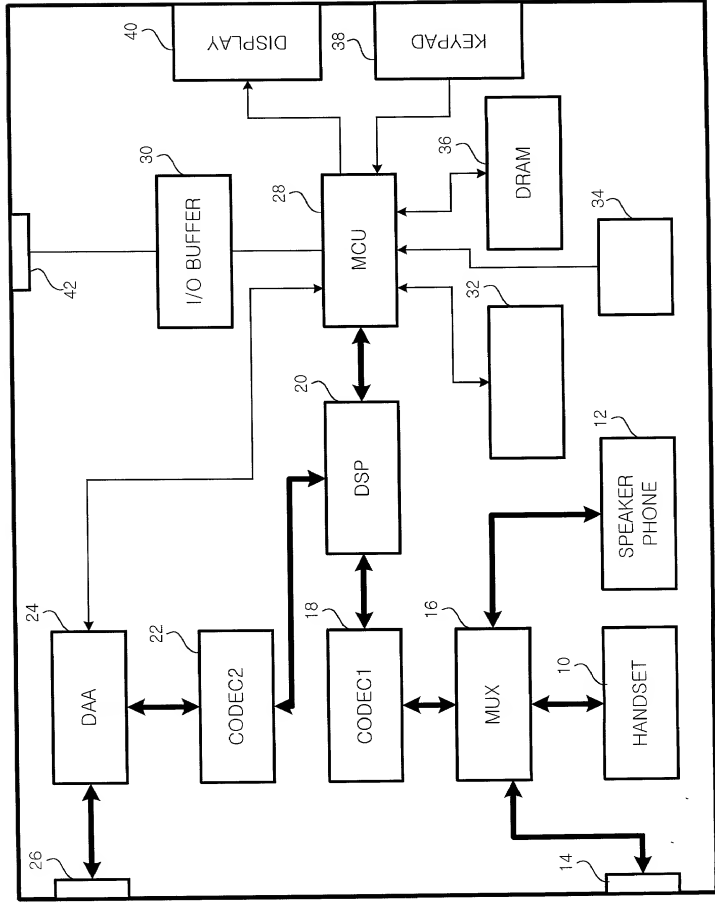 26
24
42
DAA
40
22
30
I/O BUFFER
CODEC2
DISPLAY
28
20
18
38
CODEC1
DSP
MCU
16
36
32
KEYPAD
MUX
DRAM
14
10
12
34
SPEAKER
PHONE
HANDSET